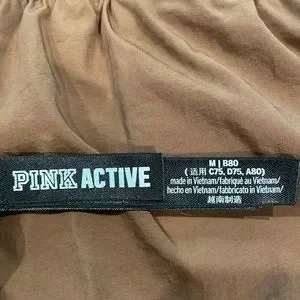 PINK ACTIVE
M | B80
( 适用 C75, D75, A80)
made in Vietnam/fabriqué au Vietnam/
hecho en Vietnam/fabbricato in Vietnam/
越南制造